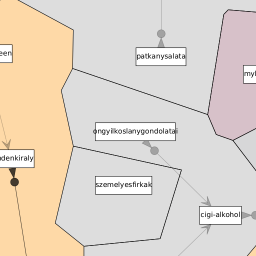 een
patkanysalata
myl
ongyilkoslanygondolatai
denkiraly
szemelyesfirkak
cigi-alkohol